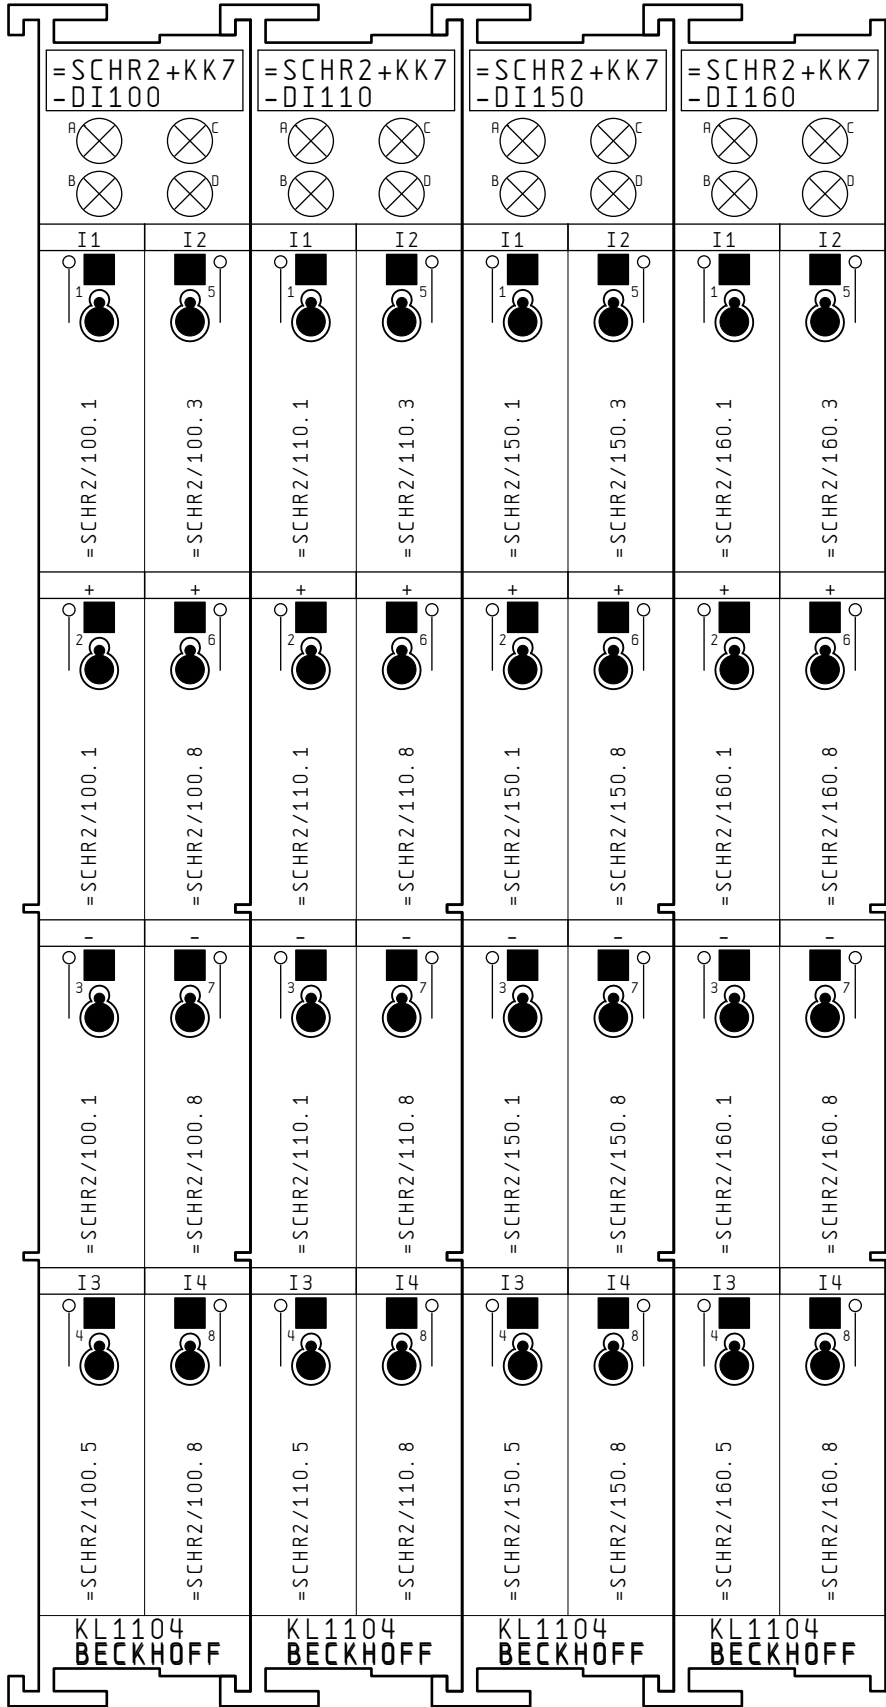 =SCHR2+KK7
-DI100
=SCHR2+KK7
-DI110
=SCHR2+KK7
-DI150
=SCHR2+KK7
-DI160
A C A C A C A C
B D B D B D B D
I1 I2 I1 I2 I1 I2 I1 I2
1 5 1 5 1 5 1 5
=SCHR2/100.1
=SCHR2/100.3
=SCHR2/110.1
=SCHR2/110.3
=SCHR2/150.1
=SCHR2/150.3
=SCHR2/160.1
=SCHR2/160.3
+ + + + + + + +
2 6 2 6 2 6 2 6
=SCHR2/100.1
=SCHR2/100.8
=SCHR2/110.1
=SCHR2/110.8
=SCHR2/150.1
=SCHR2/150.8
=SCHR2/160.1
=SCHR2/160.8
- - - - - - - -
3 7 3 7 3 7 3 7
=SCHR2/100.1
=SCHR2/100.8
=SCHR2/110.1
=SCHR2/110.8
=SCHR2/150.1
=SCHR2/150.8
=SCHR2/160.1
=SCHR2/160.8
I3 I4 I3 I4 I3 I4 I3 I4
4 8 4 8 4 8 4 8
=SCHR2/100.5
=SCHR2/100.8
=SCHR2/110.5
=SCHR2/110.8
=SCHR2/150.5
=SCHR2/150.8
=SCHR2/160.5
=SCHR2/160.8
KL1104
BECKHOFF
KL1104
BECKHOFF
KL1104
BECKHOFF
KL1104
BECKHOFF